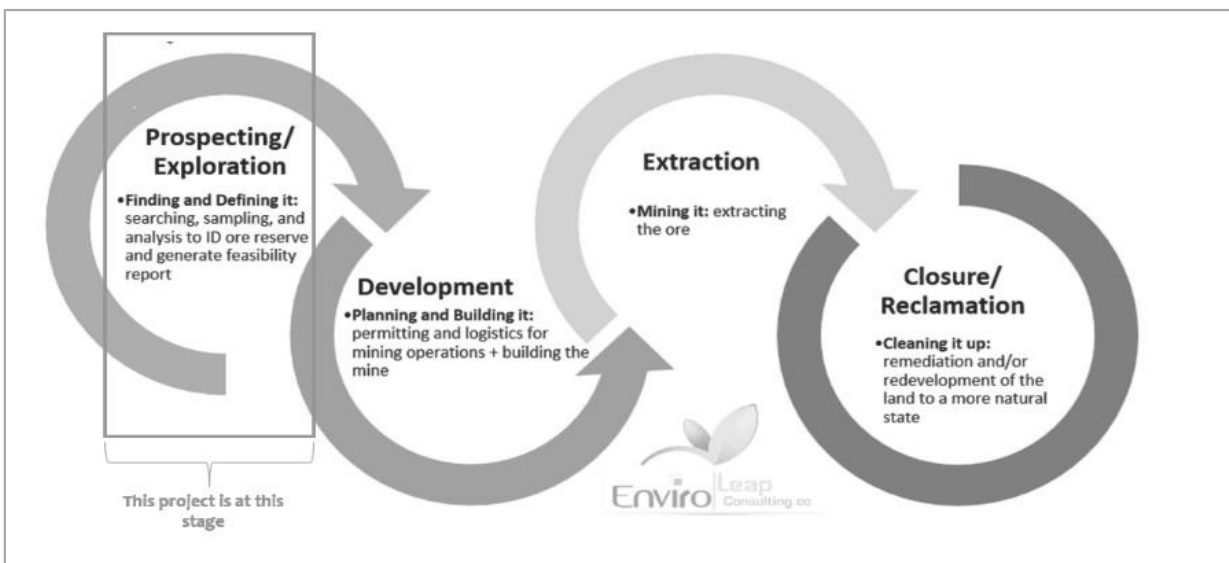 Prospecting/
Exploration
•Finding and Defining it:
searching, sampling, and
analysis to ID ore reserve
and generate feasibility
report
This project is at this
stage
Development
•Planning and Building it:
permitting and logistics for
mining operations + building the
mine
Extraction
•Mining it: extracting
the ore
Closure/
Reclamation
•Cleaning it up:
remediation and/or
redevelopment of the
land to a more natural
state
Enviro Leap
Consulting cc